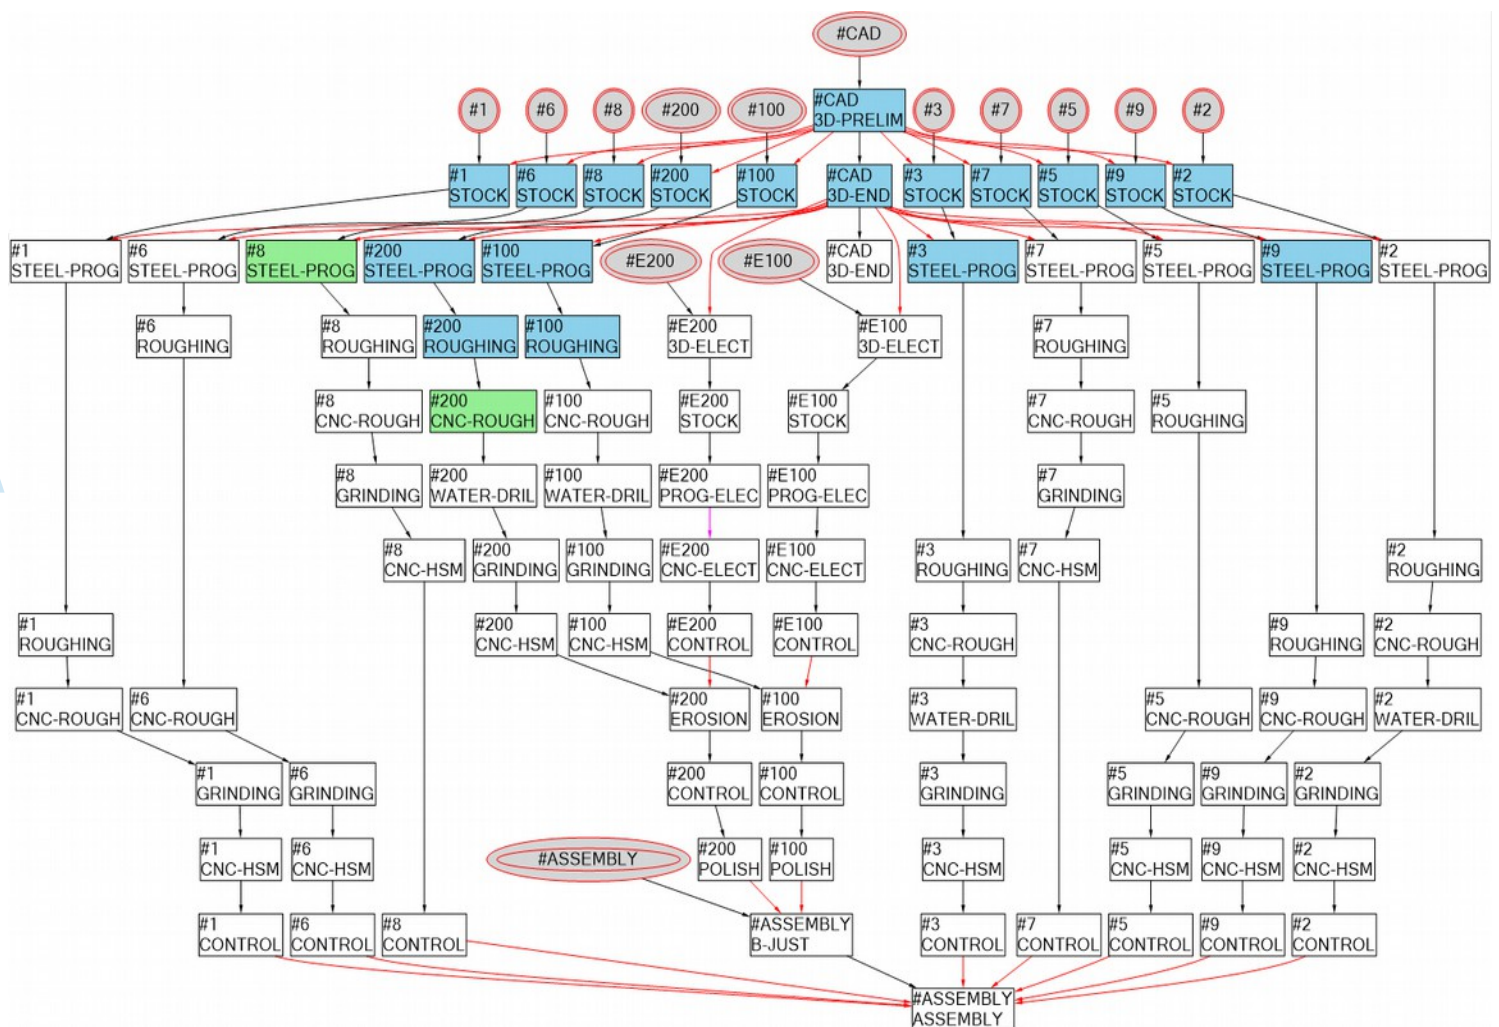 #CAD
#1
#6
#8
#200
#100
#CAD
3D-PRELIM
#3
#7
#5
#9
#2
#1
STOCK
#6
STOCK
#8
STOCK
#200
STOCK
#100
STOCK
#CAD
3D-END
#3
STOCK
#7
STOCK
#5
STOCK
#9
STOCK
#2
STOCK
#1
STEEL-PROG
#6
STEEL-PROG
#8
STEEL-PROG
#200
STEEL-PROG
#100
STEEL-PROG
#E200
#E100
#CAD
3D-END
#3
STEEL-PROG
#7
STEEL-PROG
#5
STEEL-PROG
#9
STEEL-PROG
#2
STEEL-PROG
#6
ROUGHING
#8
ROUGHING
#200
ROUGHING
#100
ROUGHING
#E200
3D-ELECT
#E100
3D-ELECT
#7
ROUGHING
#8
CNC-ROUGH
#200
CNC-ROUGH
#100
CNC-ROUGH
#E200
STOCK
#E100
STOCK
#7
CNC-ROUGH
#5
ROUGHING
#8
GRINDING
#200
WATER-DRIL
#100
WATER-DRIL
#E200
PROG-ELEC
#E100
PROG-ELEC
#7
GRINDING
#8
CNC-HSM
#200
GRINDING
#100
GRINDING
#E200
CNC-ELECT
#E100
CNC-ELECT
#3
ROUGHING
#7
CNC-HSM
#2
ROUGHING
#1
ROUGHING
#200
CNC-HSM
#100
CNC-HSM
#E200
CONTROL
#E100
CONTROL
#3
CNC-ROUGH
#9
ROUGHING
#2
CNC-ROUGH
#1
CNC-ROUGH
#6
CNC-ROUGH
#200
EROSION
#100
EROSION
#3
WATER-DRIL
#5
CNC-ROUGH
#9
CNC-ROUGH
#2
WATER-DRIL
#1
GRINDING
#6
GRINDING
#200
CONTROL
#100
CONTROL
#3
GRINDING
#5
GRINDING
#9
GRINDING
#2
GRINDING
#1
CNC-HSM
#6
CNC-HSM
#ASSEMBLY
#200
POLISH
#100
POLISH
#3
CNC-HSM
#5
CNC-HSM
#9
CNC-HSM
#2
CNC-HSM
#1
CONTROL
#6
CONTROL
#8
CONTROL
#ASSEMBLY
B-JUST
#3
CONTROL
#7
CONTROL
#5
CONTROL
#9
CONTROL
#2
CONTROL
#ASSEMBLY
ASSEMBLY